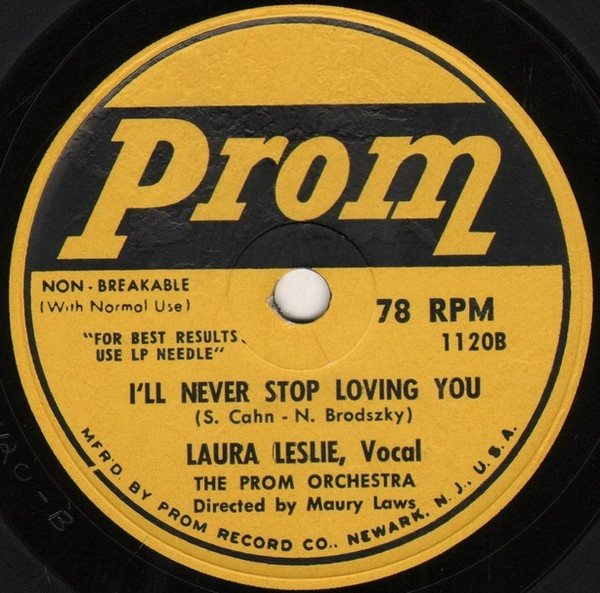 Prom
NON-BREAKABLE
(With Normal Use)
78 RPM
"FOR BEST RESULTS,
USE LP NEEDLE"
1120B
I'LL NEVER STOP LOVING YOU
(S. Cahn - N. Brodszky)
LAURA LESLIE, Vocal
THE PROM ORCHESTRA
Directed by Maury Laws
MFR'D. BY PROM RECORD CO., NEWARK, N. J., U. S. A.